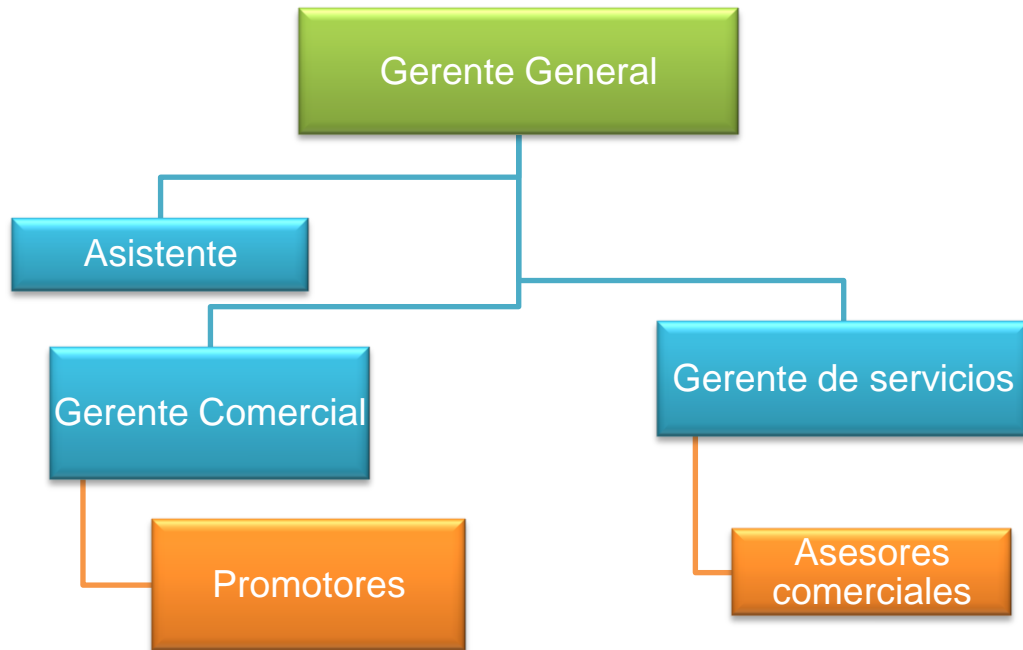 Gerente General
Asistente
Gerente Comercial
Gerente de servicios
Promotores
Asesores
comerciales